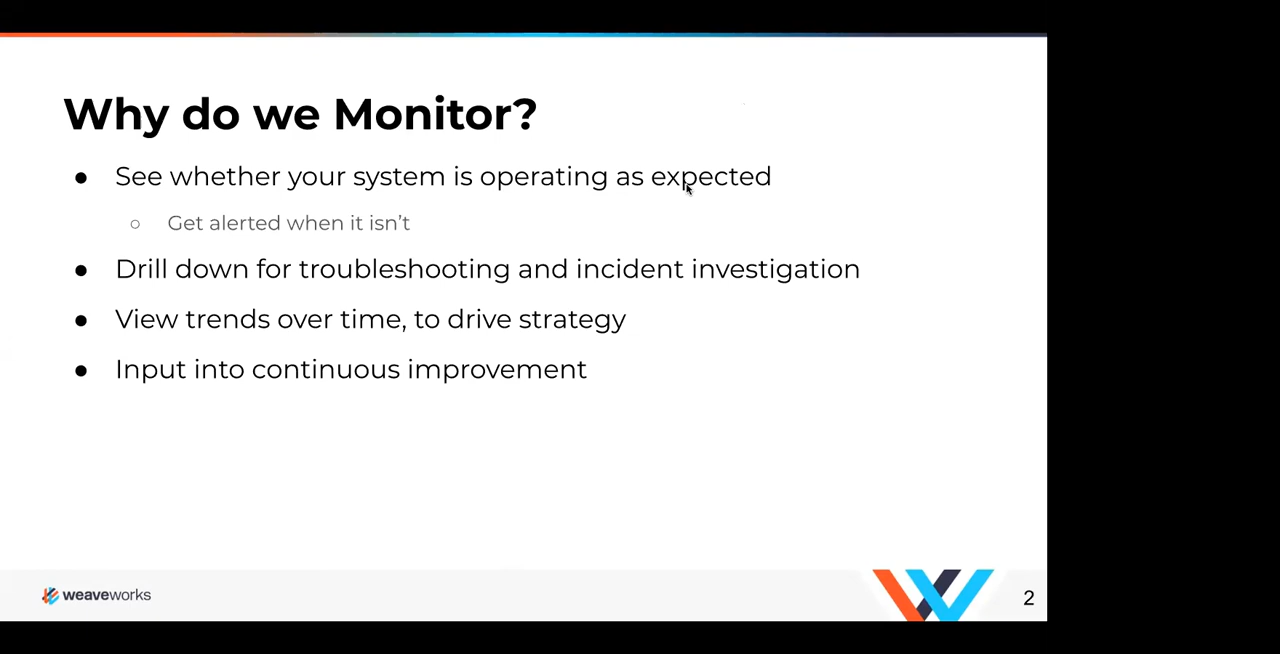 Why do we Monitor?
● See whether your system is operating as expected
○ Get alerted when it isn’t
● Drill down for troubleshooting and incident investigation
● View trends over time, to drive strategy
● Input into continuous improvement
weaveworks
2